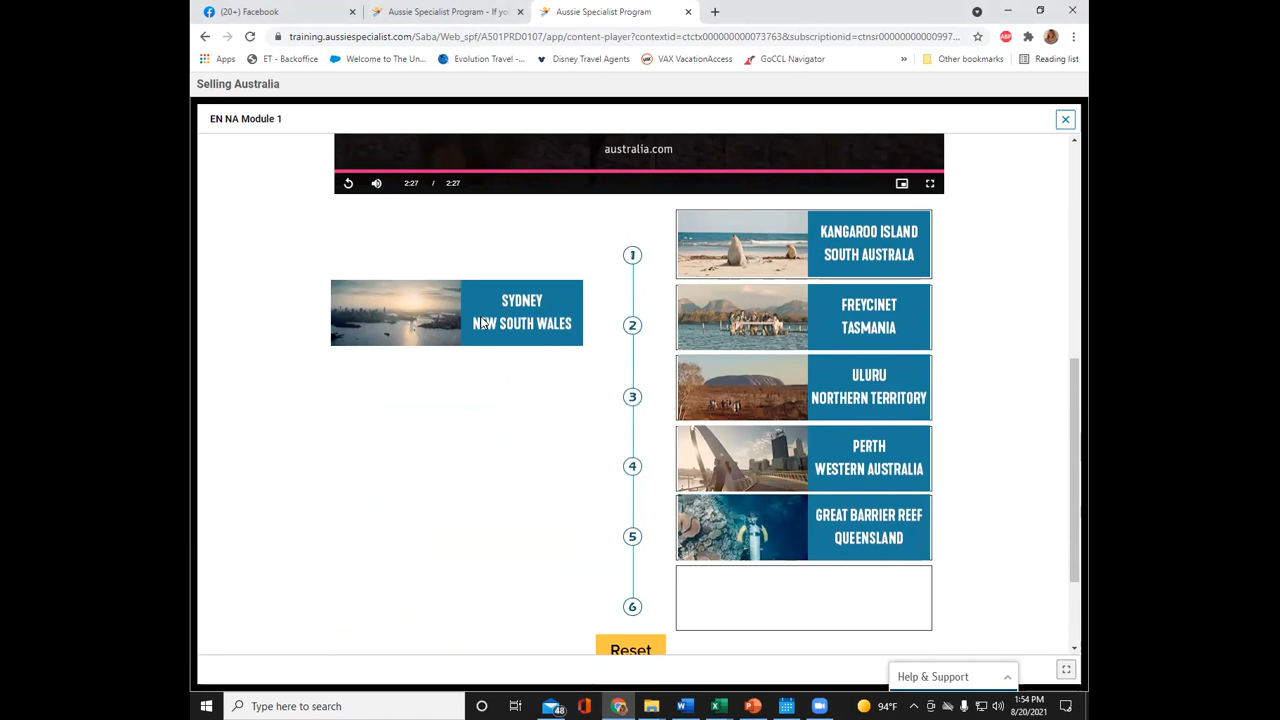 (20+) Facebook
Aussie Specialist Program - If yo
Aussie Specialist Program
training.aussiespecialist.com/Saba/Web_spf/A501PRD0107/app/content-player?contextid=ctctx000000000000073763&subscriptionid=ctnsr00000000000997...
Apps
ET - Backoffice
Welcome to The Un...
Evolution Travel -...
Disney Travel Agents
VAX VacationAccess
GoCCL Navigator
»
Other bookmarks
Reading list
Selling Australia
EN NA Module 1
australia.com
2:27 / 2:27
SYDNEY
NEW SOUTH WALES
1
KANGAROO ISLAND
SOUTH AUSTRALA
2
FREYCINET
TASMANIA
3
ULURU
NORTHERN TERRITORY
4
PERTH
WESTERN AUSTRALIA
5
GREAT BARRIER REEF
QUEENSLAND
6
Reset
Help & Support
Type here to search
48
94°F
1:54 PM
8/20/2021